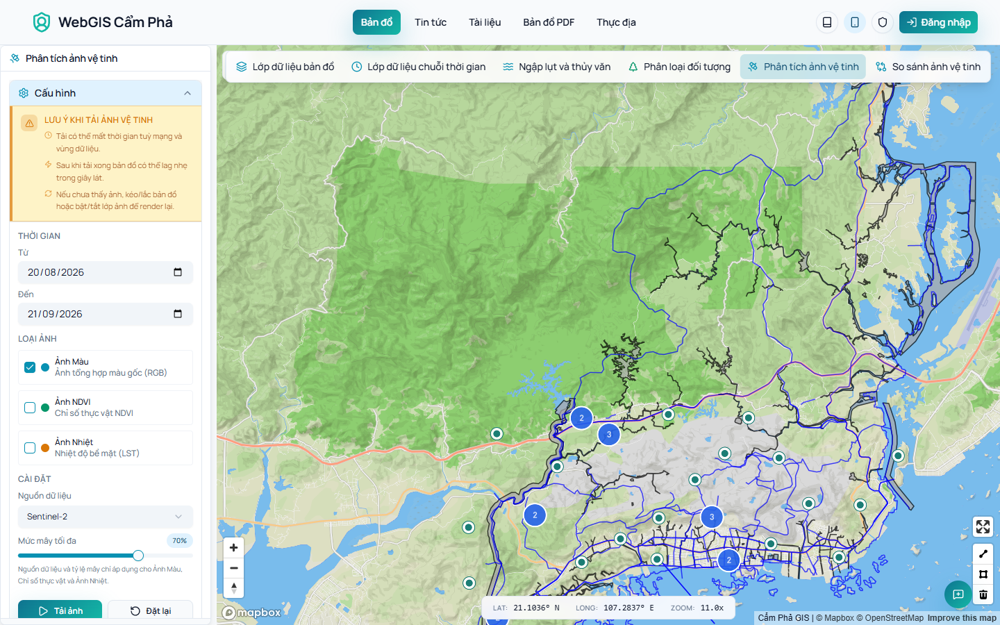 WebGIS Cẩm Phả
Bản đồ
Tin tức
Tài liệu
Bản đồ PDF
Thực địa
Đăng nhập
Phân tích ảnh vệ tinh
Lớp dữ liệu bản đồ
Lớp dữ liệu chuỗi thời gian
Ngập lụt và thủy văn
Phân loại đối tượng
Phân tích ảnh vệ tinh
So sánh ảnh vệ tinh
Cấu hình
LƯU Ý KHI TẢI ẢNH VỆ TINH
Tải có thể mất thời gian tuỳ mạng và
vùng dữ liệu.
Sau khi tải xong bản đồ có thể lag nhẹ
trong giây lát.
Nếu chưa thấy ảnh, kéo/lắc bản đồ
hoặc bật/tắt lớp ảnh để render lại.
THỜI GIAN
Từ
20/08/2026
Đến
21/09/2026
LOẠI ẢNH
Ảnh Màu
Ảnh tổng hợp màu gốc (RGB)
Ảnh NDVI
Chỉ số thực vật NDVI
Ảnh Nhiệt
Nhiệt độ bề mặt (LST)
CÀI ĐẶT
Nguồn dữ liệu
Sentinel-2
Mức mây tối đa
70%
Nguồn dữ liệu và tỷ lệ mây chỉ áp dụng cho Ảnh Màu,
Chỉ số thực vật và Ảnh Nhiệt.
Tải ảnh
Đặt lại
2
3
2
3
2
mapbox
LAT: 21.1036° N
LONG: 107.2837° E
ZOOM: 11.0x
Cẩm Phả GIS | © Mapbox © OpenStreetMap Improve this map